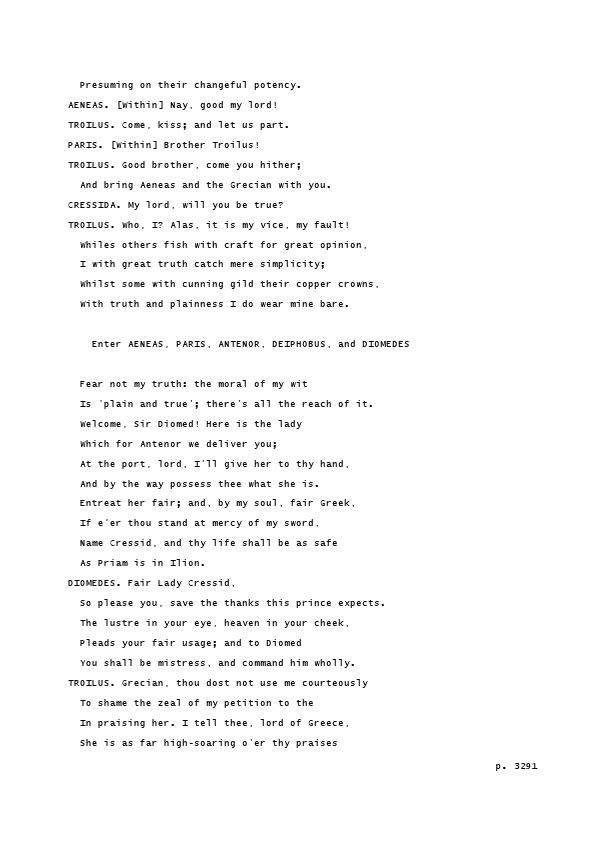 Presuming on their changeful potency.
AENEAS. [Within] Nay, good my lord!
TROILUS. Come, kiss; and let us part.
PARIS. [Within] Brother Troilus!
TROILUS. Good brother, come you hither;
And bring Aeneas and the Grecian with you.
CRESSIDA. My lord, will you be true?
TROILUS. Who, I? Alas, it is my vice, my fault!
Whiles others fish with craft for great opinion,
I with great truth catch mere simplicity;
Whilst some with cunning gild their copper crowns,
With truth and plainness I do wear mine bare.
Enter AENEAS, PARIS, ANTENOR, DEIPHOBUS, and DIOMEDES
Fear not my truth: the moral of my wit
Is 'plain and true'; there's all the reach of it.
Welcome, Sir Diomed! Here is the lady
Which for Antenor we deliver you;
At the port, lord, I'll give her to thy hand,
And by the way possess thee what she is.
Entreat her fair; and, by my soul, fair Greek,
If e'er thou stand at mercy of my sword,
Name Cressid, and thy life shall be as safe
As Priam is in Ilion.
DIOMEDES. Fair Lady Cressid,
So please you, save the thanks this prince expects.
The lustre in your eye, heaven in your cheek,
Pleads your fair usage; and to Diomed
You shall be mistress, and command him wholly.
TROILUS. Grecian, thou dost not use me courteously
To shame the zeal of my petition to the
In praising her. I tell thee, lord of Greece,
She is as far high-soaring o'er thy praises
p. 3291